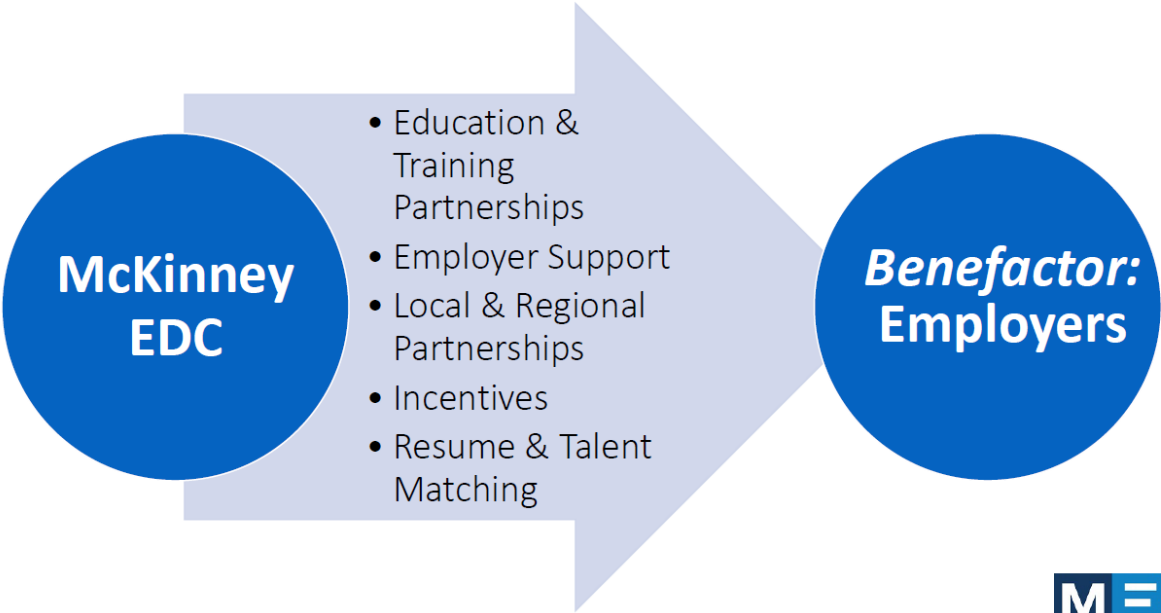 McKinney
EDC
• Education &
Training
Partnerships
• Employer Support
• Local & Regional
Partnerships
• Incentives
• Resume & Talent
Matching
Benefactor:
Employers
M